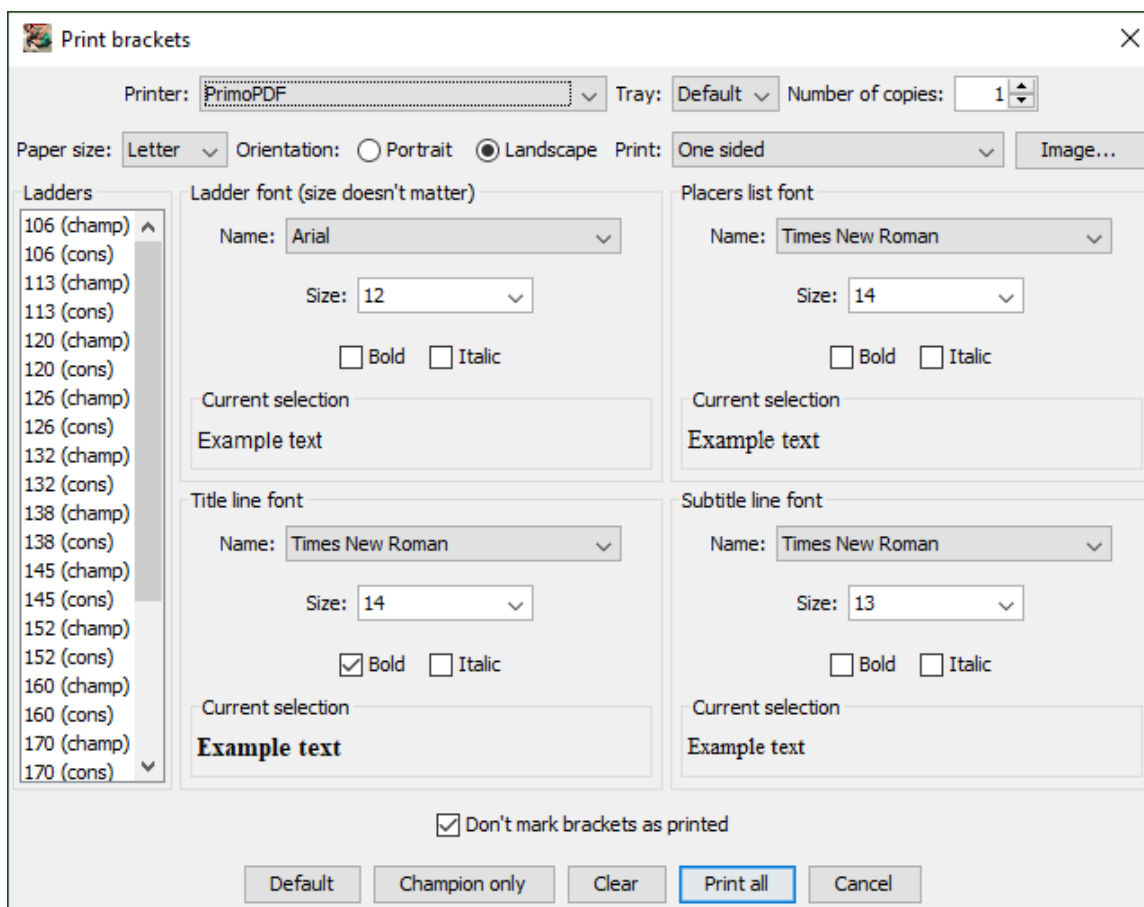 Print brackets
Printer: PrimoPDF Tray: Default Number of copies: 1
Paper size: Letter Orientation: Portrait Landscape Print: One sided Image...
Ladders
106 (champ)
106 (cons)
113 (champ)
113 (cons)
120 (champ)
120 (cons)
126 (champ)
126 (cons)
132 (champ)
132 (cons)
138 (champ)
138 (cons)
145 (champ)
145 (cons)
152 (champ)
152 (cons)
160 (champ)
160 (cons)
170 (champ)
170 (cons)
Ladder font (size doesn't matter)
Name: Arial
Size: 12
Bold Italic
Current selection
Example text
Placers list font
Name: Times New Roman
Size: 14
Bold Italic
Current selection
Example text
Title line font
Name: Times New Roman
Size: 14
Bold Italic
Current selection
Example text
Subtitle line font
Name: Times New Roman
Size: 13
Bold Italic
Current selection
Example text
Don't mark brackets as printed
Default Champion only Clear Print all Cancel